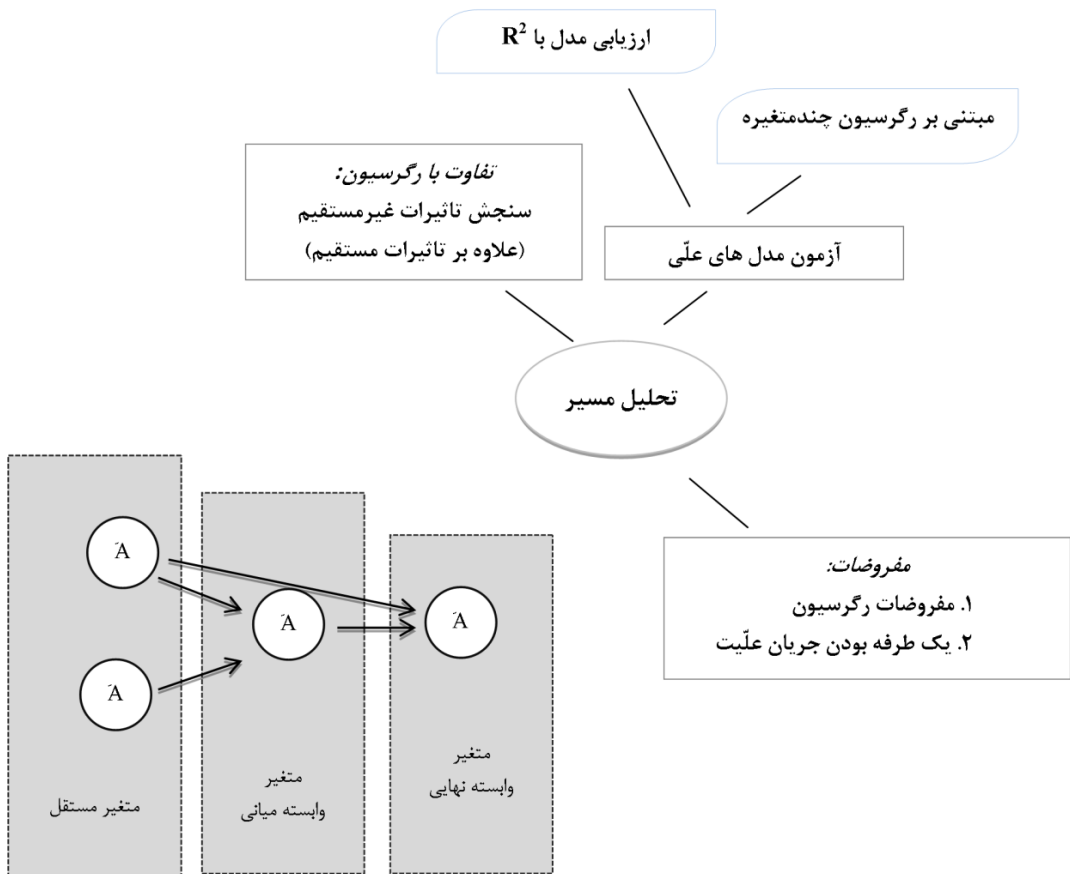 ارزیابی مدل با R²
مبتنی بر رگرسیون چندمتغیره
تفاوت با رگرسیون:
سنجش تاثیرات غیرمستقیم
(علاوه بر تاثیرات مستقیم)
آزمون مدل های علّی
تحلیل مسیر
مفروضات:
۱. مفروضات رگرسیون
۲. یک طرفه بودن جریان علّیت
َA
َA
َA
َA
متغیر مستقل
متغیر
وابسته میانی
متغیر
وابسته نهایی